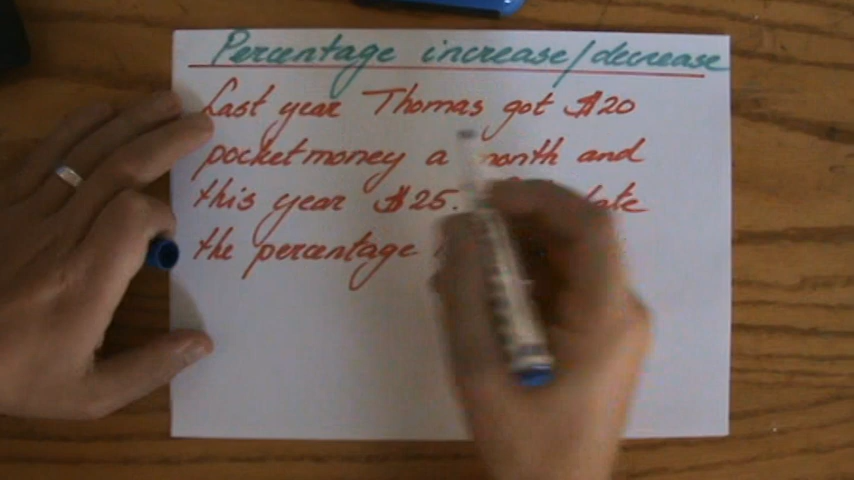 Percentage increase/decrease
Last year Thomas got $20
pocketmoney a month and
this year $25.
the percentage